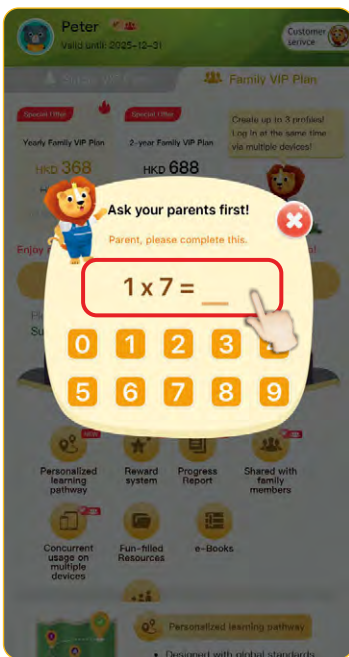 Peter
Valid until: 2025-12-31
Customer
serivce
Family VIP Plan
Special Offer
Special Offer
Yearly Family VIP Plan
2-year Family VIP Plan
Create up to 3 profiles!
Log in at the same time
via multiple devices!
HKD 368
HKD 688
Ask your parents first!
Parent, please complete this.
Enjoy
1 x 7 = __
0
1
2
3
5
6
7
8
9
Personalized
learning
pathway
Reward
system
Progress
Report
Shared with
family
members
Concurrent
usage on
multiple
devices
Fun-filled
Resources
e-Books
Personalized learning pathway
• Designed with global standards